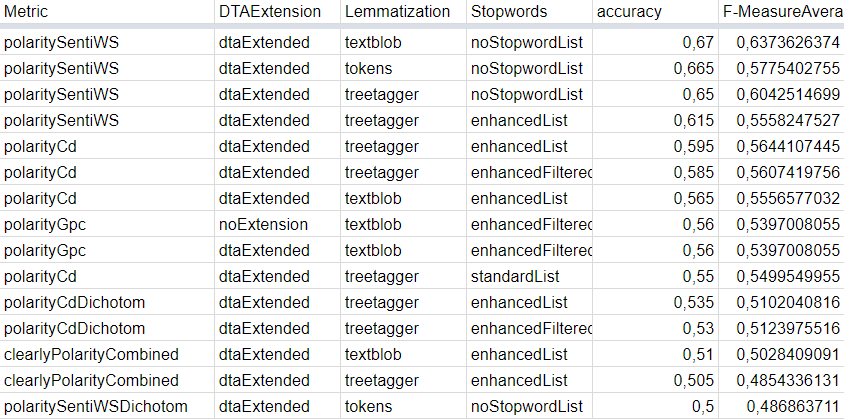 Metric DTAExtension Lemmatization Stopwords accuracy F-MeasureAvera
polaritySentiWS dtaExtended textblob noStopwordList 0,67 0,6373626374
polaritySentiWS dtaExtended tokens noStopwordList 0,665 0,5775402755
polaritySentiWS dtaExtended treetagger noStopwordList 0,65 0,6042514699
polaritySentiWS dtaExtended treetagger enhancedList 0,615 0,5558247527
polarityCd dtaExtended treetagger enhancedList 0,595 0,5644107445
polarityCd dtaExtended treetagger enhancedFiltered 0,585 0,5607419756
polarityCd dtaExtended textblob enhancedList 0,565 0,5556577032
polarityGpc noExtension textblob enhancedFiltered 0,56 0,5397008055
polarityGpc dtaExtended textblob enhancedFiltered 0,56 0,5397008055
polarityCd dtaExtended treetagger standardList 0,55 0,5499549955
polarityCdDichotom dtaExtended treetagger enhancedList 0,535 0,5102040816
polarityCdDichotom dtaExtended treetagger enhancedFiltered 0,53 0,5123975516
clearlyPolarityCombined dtaExtended textblob enhancedList 0,51 0,5028409091
clearlyPolarityCombined dtaExtended treetagger enhancedList 0,505 0,4854336131
polaritySentiWSDichotom dtaExtended tokens noStopwordList 0,5 0,486863711